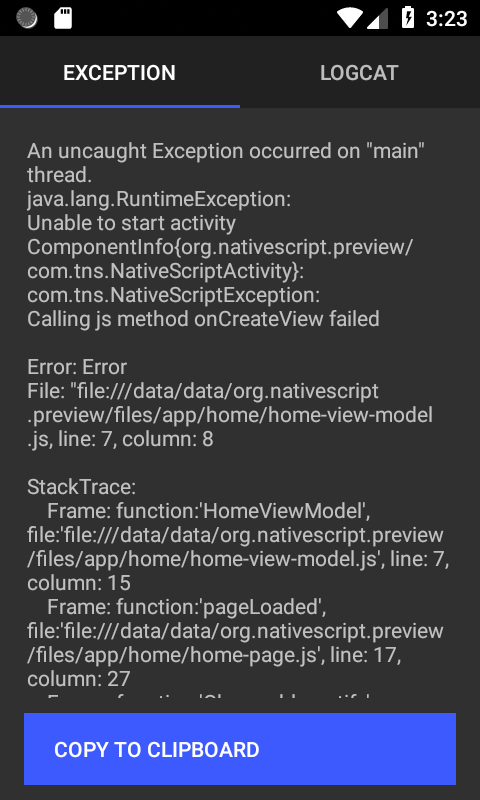 3:23
EXCEPTION
LOGCAT
An uncaught Exception occurred on "main"
thread.
java.lang.RuntimeException:
Unable to start activity
ComponentInfo{org.nativescript.preview/
com.tns.NativeScriptActivity}:
com.tns.NativeScriptException:
Calling js method onCreateView failed
Error: Error
File: "file:///data/data/org.nativescript
.preview/files/app/home/home-view-model
.js, line: 7, column: 8
StackTrace:
Frame: function:'HomeViewModel',
file:'file:///data/data/org.nativescript.preview
/files/app/home/home-view-model.js', line: 7,
column: 15
Frame: function:'pageLoaded',
file:'file:///data/data/org.nativescript.preview
/files/app/home/home-page.js', line: 17,
column: 27
COPY TO CLIPBOARD